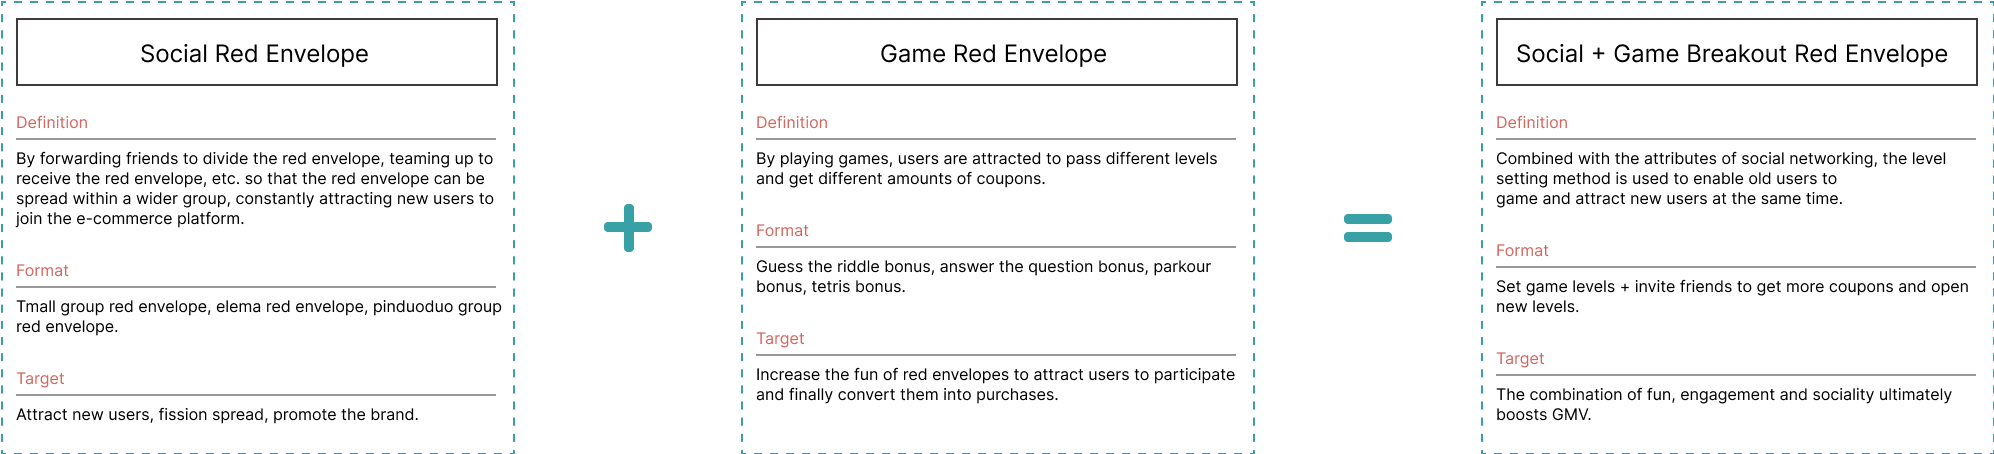 Social Red Envelope
Definition
By forwarding friends to divide the red envelope, teaming up to
receive the red envelope, etc. so that the red envelope can be
spread within a wider group, constantly attracting new users to
join the e-commerce platform.
Format
Tmall group red envelope, elema red envelope, pinduoduo group
red envelope.
Target
Attract new users, fission spread, promote the brand.
+
Game Red Envelope
Definition
By playing games, users are attracted to pass different levels
and get different amounts of coupons.
Format
Guess the riddle bonus, answer the question bonus, parkour
bonus, tetris bonus.
Target
Increase the fun of red envelopes to attract users to participate
and finally convert them into purchases.
=
Social + Game Breakout Red Envelope
Definition
Combined with the attributes of social networking, the level
setting method is used to enable old users to
game and attract new users at the same time.
Format
Set game levels + invite friends to get more coupons and open
new levels.
Target
The combination of fun, engagement and sociality ultimately
boosts GMV.